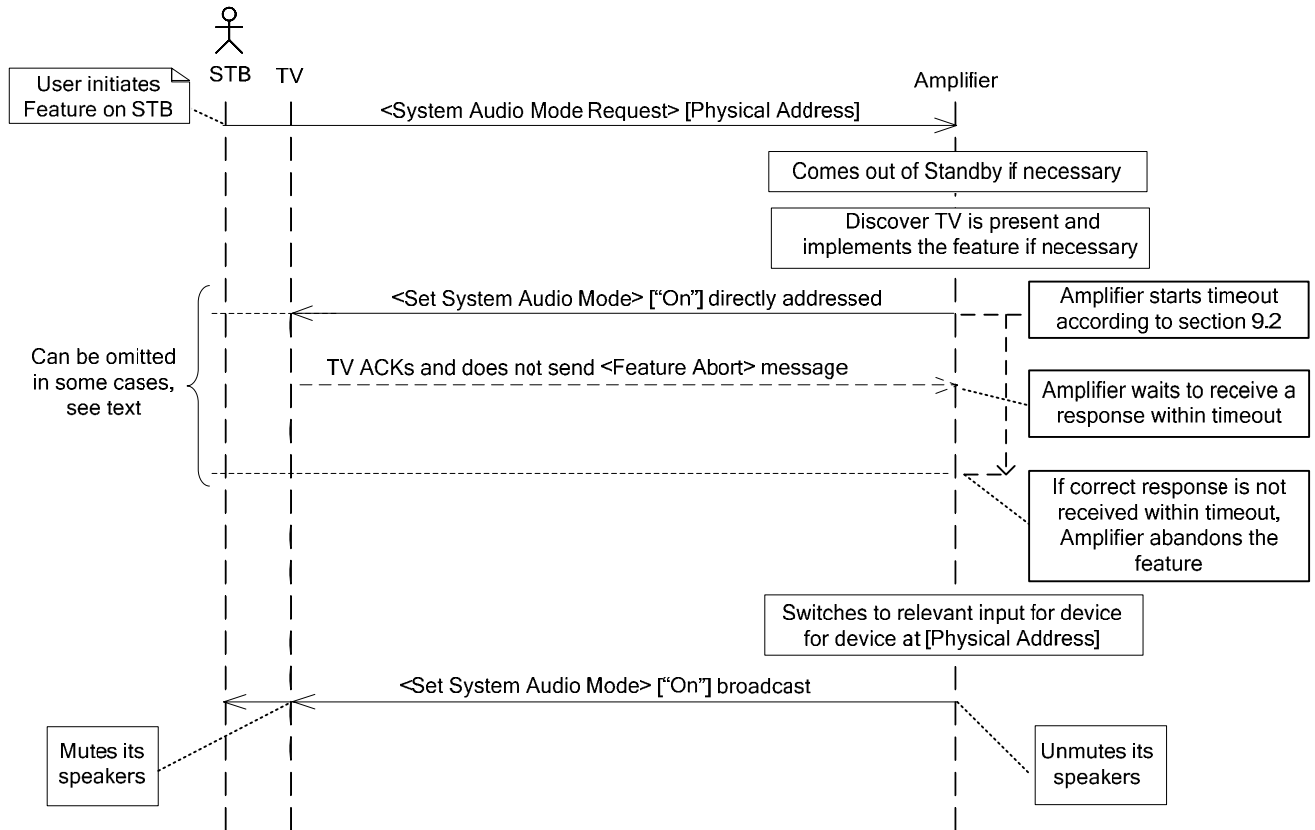 STB
TV
Amplifier
User initiates
Feature on STB
<System Audio Mode Request> [Physical Address]
Comes out of Standby if necessary
Discover TV is present and
implements the feature if necessary
<Set System Audio Mode> [“On”] directly addressed
Amplifier starts timeout
according to section 9.2
Can be omitted
in some cases,
see text
TV ACKs and does not send <Feature Abort> message
Amplifier waits to receive a
response within timeout
If correct response is not
received within timeout,
Amplifier abandons the
feature
Switches to relevant input for device
for device at [Physical Address]
<Set System Audio Mode> [“On”] broadcast
Mutes its
speakers
Unmutes its
speakers